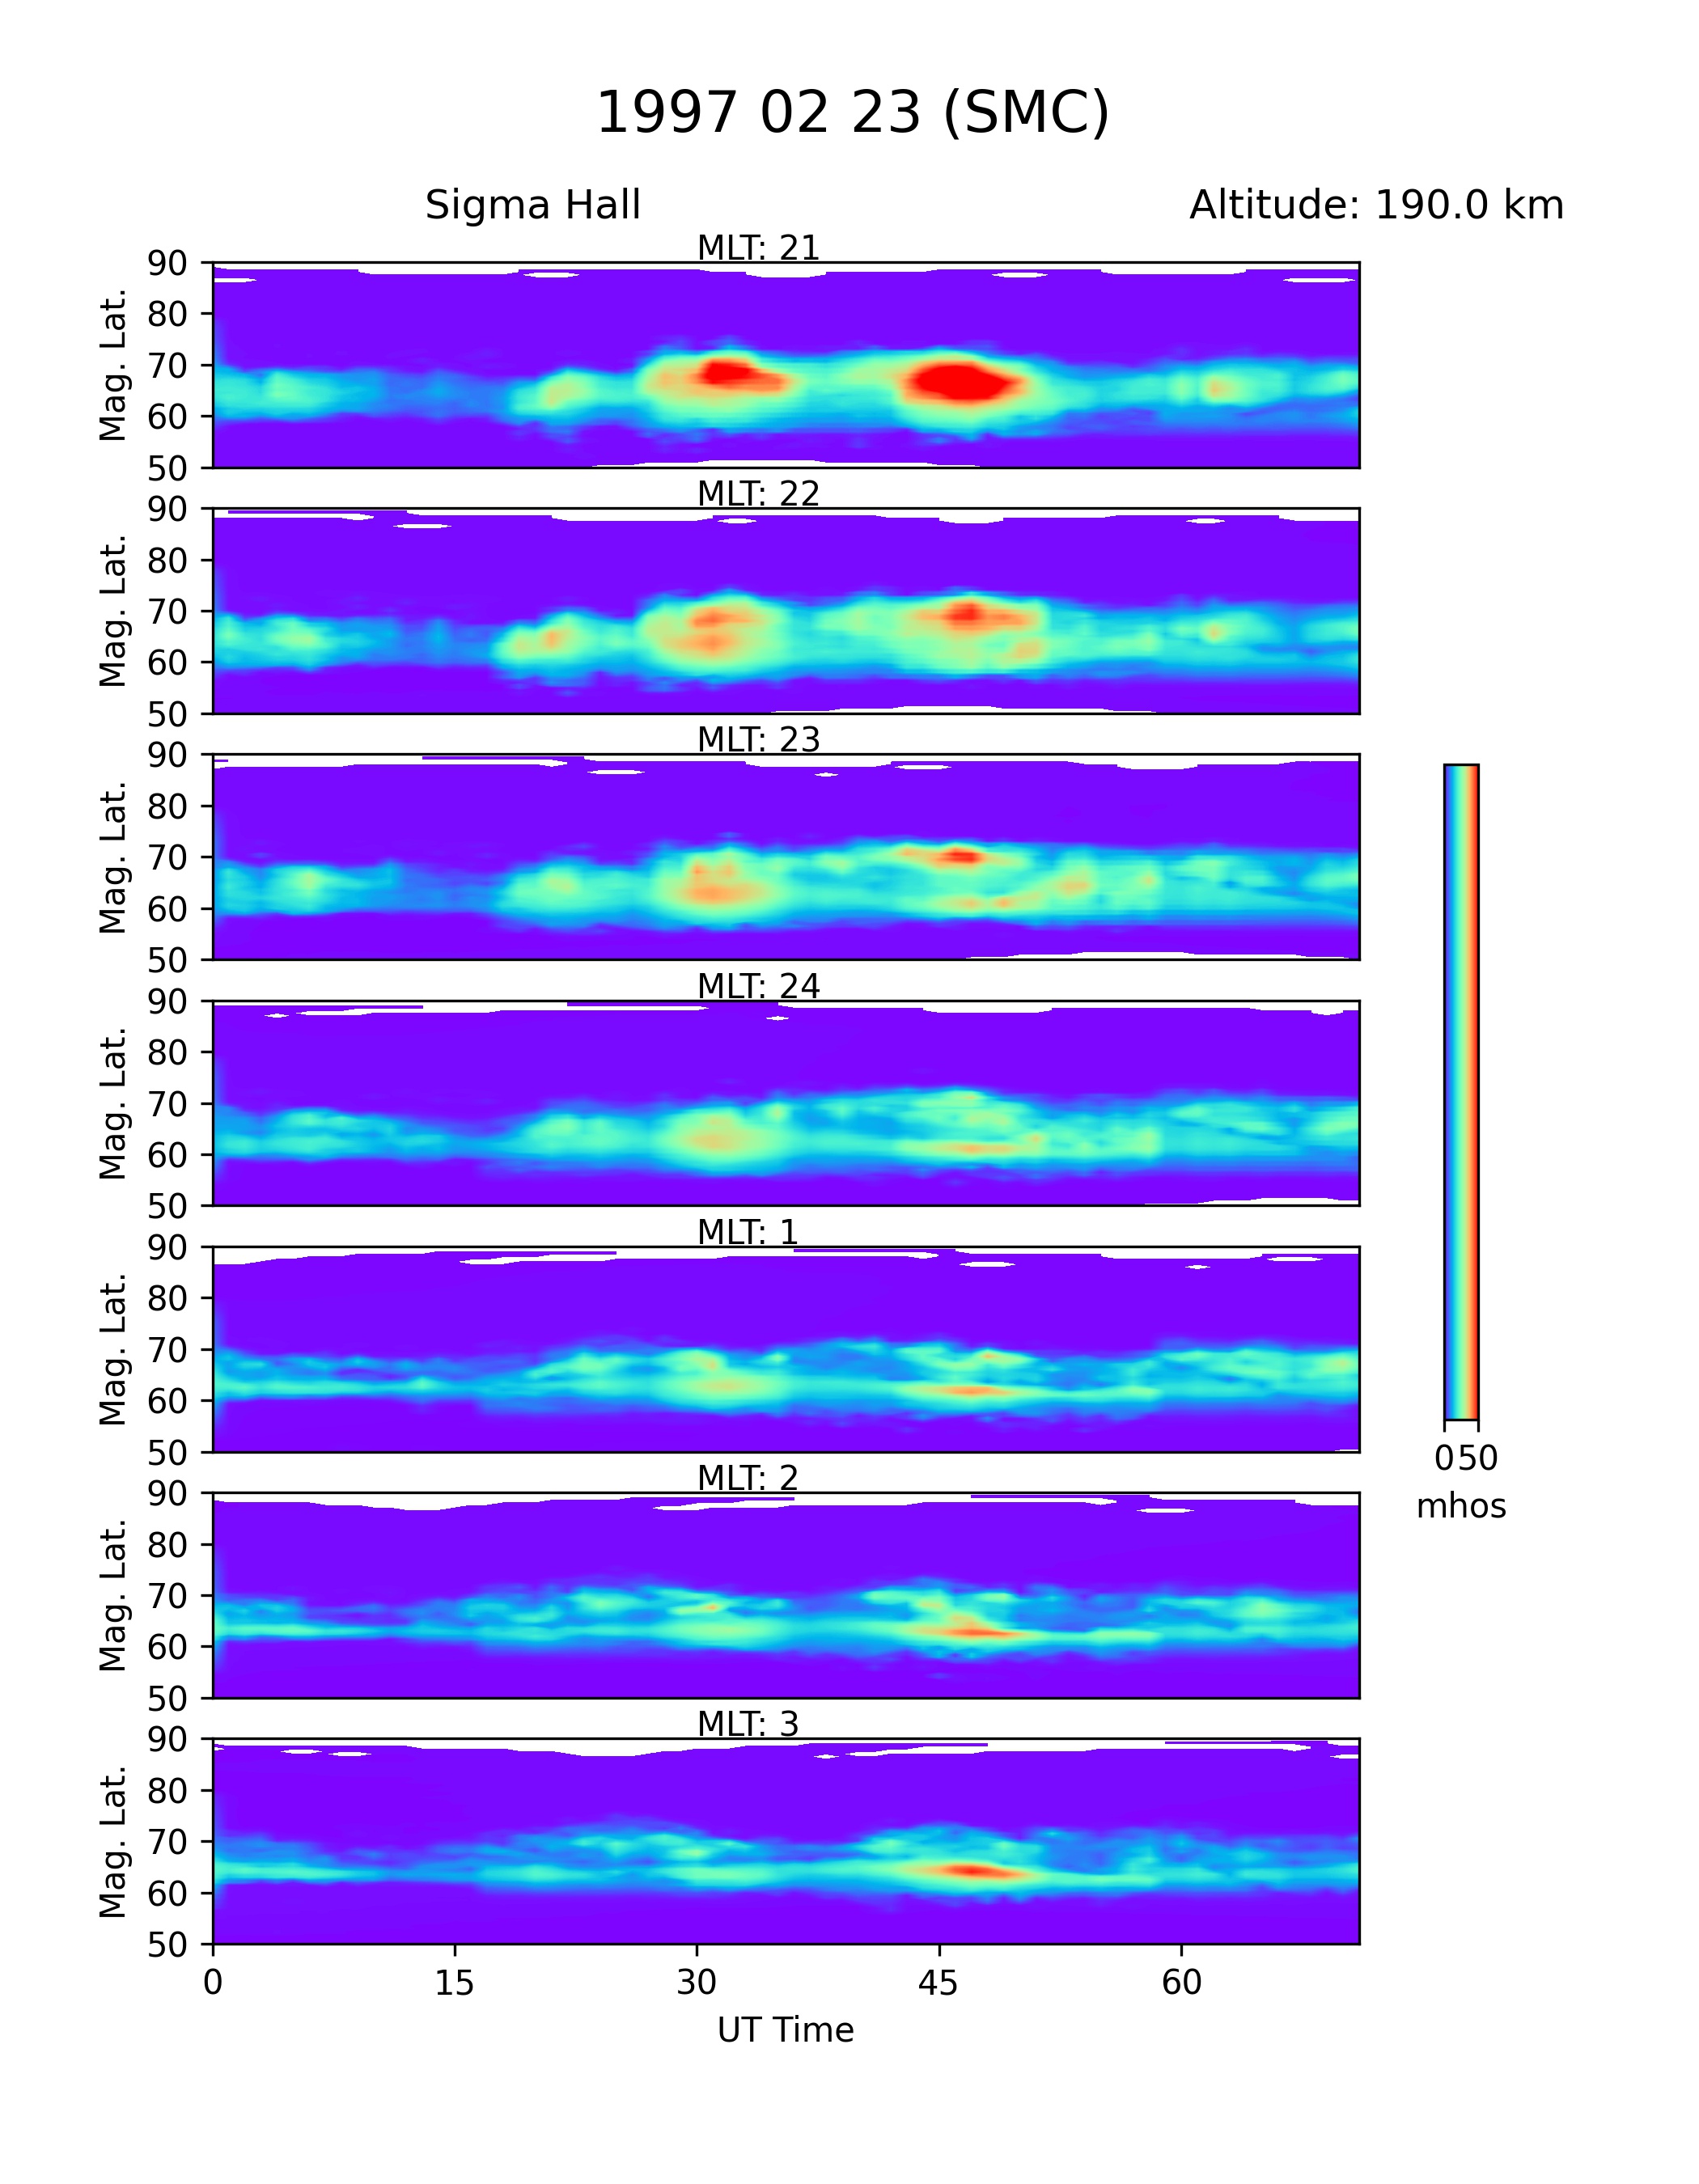 1997 02 23 (SMC)
Sigma Hall
Altitude: 190.0 km
MLT: 21
90
80
70
60
50
Mag. Lat.
MLT: 22
90
80
70
60
50
Mag. Lat.
MLT: 23
90
80
70
60
50
Mag. Lat.
MLT: 24
90
80
70
60
50
Mag. Lat.
MLT: 1
90
80
70
60
50
Mag. Lat.
MLT: 2
90
80
70
60
50
Mag. Lat.
MLT: 3
90
80
70
60
50
Mag. Lat.
0 15 30 45 60
UT Time
0 50
mhos